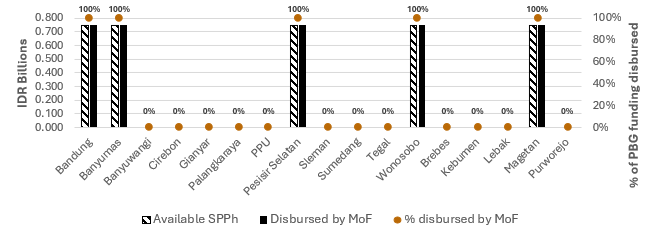 100% 100% 100% 100% 100%
0.800 100%
0.700
0.600 80%
0.500 60%
0.400
0.300 40%
0.200 20%
0.100 0% 0% 0% 0% 0% 0% 0% 0% 0% 0% 0% 0%
0.000 0%
IDR Billions
% of PBG funding disbursed
Bandung
Banyumas
Banyuwangi
Cirebon
Gianyar
Palangkaraya
PPU
Pesisir Selatan
Sleman
Sumedang
Tegal
Wonosobo
Brebes
Kebumen
Lebak
Magetan
Purworejo
Available SPPh Disbursed by MoF % disbursed by MoF